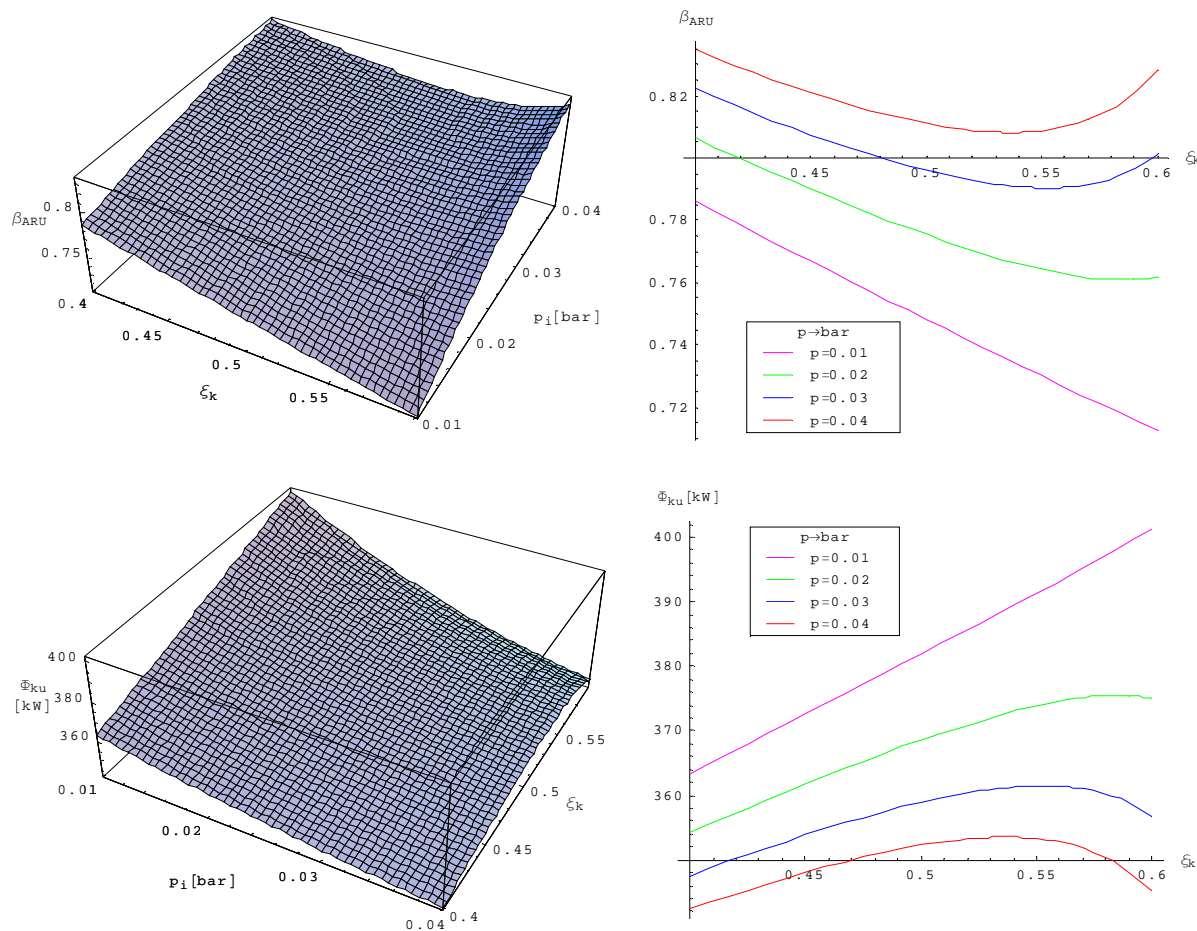 0.8
β_ARU
0.75
0.4
0.45
0.5
ξ_k
0.55
0.01
0.02
p_i[bar]
0.03
0.04
β_ARU
0.82
0.78
0.76
0.74
0.72
0.45
0.5
0.55
0.6
ξ_k
p→bar
p=0.01
p=0.02
p=0.03
p=0.04
400
Φ_ku
380
[kW]
360
0.01
0.02
p_i[bar]
0.03
0.04
0.4
0.45
0.5
ξ_k
0.55
Φ_ku[kW]
400
390
380
370
360
0.45
0.5
0.55
0.6
ξ_k
p→bar
p=0.01
p=0.02
p=0.03
p=0.04